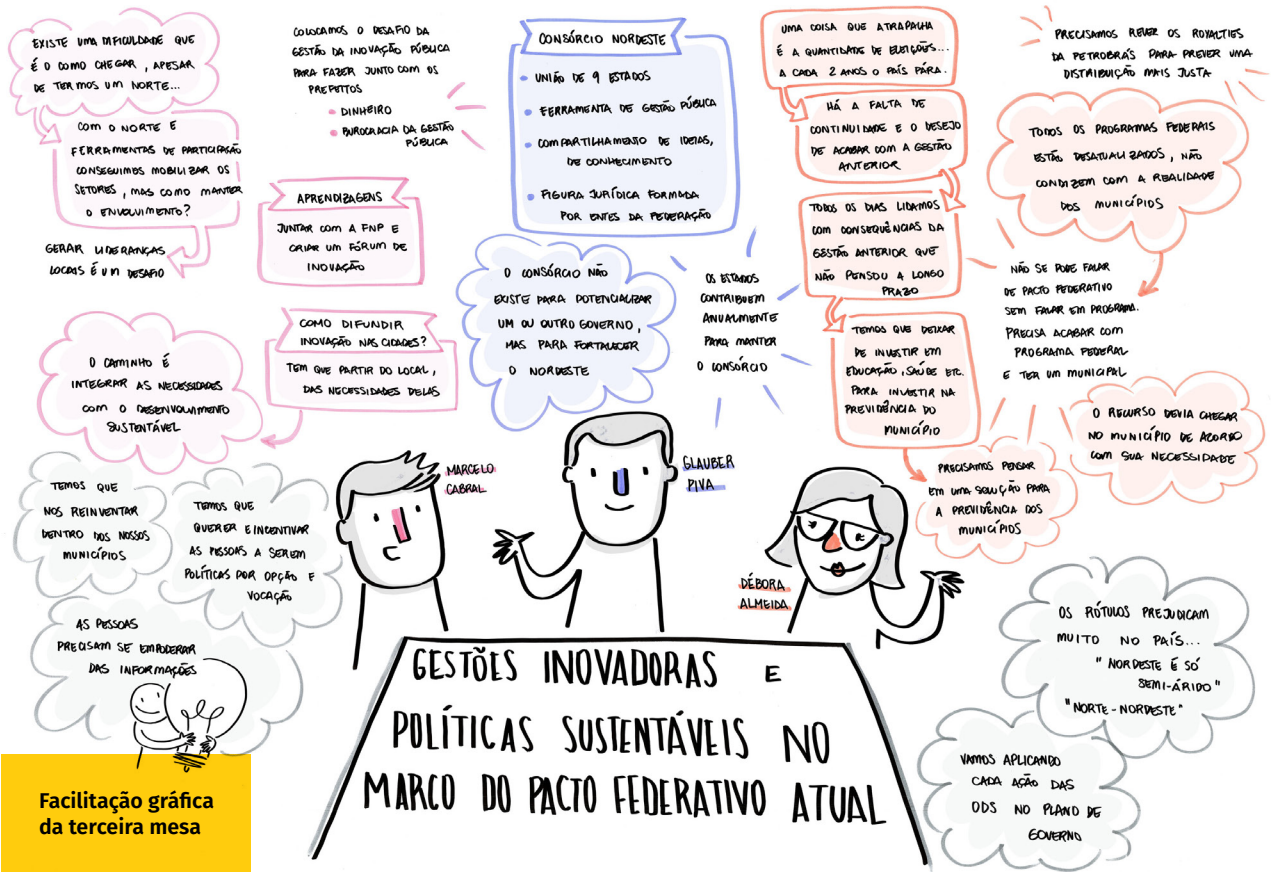 EXISTE UMA DIFICULDADE QUE
É O COMO CHEGAR, APESAR
DE TERMOS UM NORTE...
COM O NORTE E
FERRAMENTAS DE PARTICIPAÇÃO
CONSEGUIMOS MOBILIZAR OS
SETORES, MAS COMO MANTER
O ENVOLVIMENTO?
GERAR LIDERANÇAS
LOCAIS É UM DESAFIO
COLOCAMOS O DESAFIO DA
GESTÃO DA INOVAÇÃO PÚBLICA
PARA FAZER JUNTO COM OS
PREFEITOS
• DINHEIRO
• BUROCRACIA DA GESTÃO
PÚBLICA
APRENDIZAGENS
JUNTAR COM A FNP E
CRIAR UM FÓRUM DE
INOVAÇÃO
COMO DIFUNDIR
INOVAÇÃO NAS CIDADES?
TEM QUE PARTIR DO LOCAL,
DAS NECESSIDADES DELAS
O CAMINHO É
INTEGRAR AS NECESSIDADES
COM O DESENVOLVIMENTO
SUSTENTÁVEL
CONSÓRCIO NORDESTE
• UNIÃO DE 9 ESTADOS
• FERRAMENTA DE GESTÃO PÚBLICA
• COMPARTILHAMENTO DE IDEIAS,
DE CONHECIMENTO
• FIGURA JURÍDICA FORMADA
POR ENTES DA FEDERAÇÃO
O CONSÓRCIO NÃO
EXISTE PARA POTENCIALIZAR
UM OU OUTRO GOVERNO,
MAS PARA FORTALECER
O NORDESTE
OS ESTADOS
CONTRIBUEM
ANUALMENTE
PARA MANTER
O CONSÓRCIO
UMA COISA QUE ATRAPALHA
É A QUANTIDADE DE ELEIÇÕES...
A CADA 2 ANOS O PAÍS PÁRA.
HÁ A FALTA DE
CONTINUIDADE E O DESEJO
DE ACABAR COM A GESTÃO
ANTERIOR
TODOS OS DIAS LIDAMOS
COM CONSEQUÊNCIAS DA
GESTÃO ANTERIOR QUE
NÃO PENSOU A LONGO
PRAZO
TEMOS QUE DEIXAR
DE INVESTIR EM
EDUCAÇÃO, SAÚDE ETC.
PARA INVESTIR NA
PREVIDÊNCIA DO
MUNICÍPIO
PRECISAMOS PENSAR
EM UMA SOLUÇÃO PARA
A PREVIDÊNCIA DOS
MUNICÍPIOS
PRECISAMOS REVER OS ROYALTIES
DA PETROBRÁS PARA PREVER UMA
DISTRIBUIÇÃO MAIS JUSTA
TODOS OS PROGRAMAS FEDERAIS
ESTÃO DESATUALIZADOS, NÃO
CONDIZEM COM A REALIDADE
DOS MUNICÍPIOS
NÃO SE PODE FALAR
DE PACTO FEDERATIVO
SEM FALAR EM PROGRAMA.
PRECISA ACABAR COM
PROGRAMA FEDERAL
E TER UM MUNICIPAL
O RECURSO DEVIA CHEGAR
NO MUNICÍPIO DE ACORDO
COM SUA NECESSIDADE
MARCELO
CABRAL
GLAUBER
PIVA
DÉBORA
ALMEIDA
TEMOS QUE
NOS REINVENTAR
DENTRO DOS NOSSOS
MUNICÍPIOS
TEMOS QUE
QUERER E INCENTIVAR
AS PESSOAS A SEREM
POLÍTICAS POR OPÇÃO E
VOCAÇÃO
AS PESSOAS
PRECISAM SE EMPODERAR
DAS INFORMAÇÕES
OS RÓTULOS PREJUDICAM
MUITO NO PAÍS...
"NORDESTE É SÓ
SEMI-ÁRIDO"
"NORTE-NORDESTE"
VAMOS APLICANDO
CADA AÇÃO DAS
ODS NO PLANO DE
GOVERNO
GESTÕES INOVADORAS E
POLÍTICAS SUSTENTÁVEIS NO
MARCO DO PACTO FEDERATIVO ATUAL
Facilitação gráfica
da terceira mesa